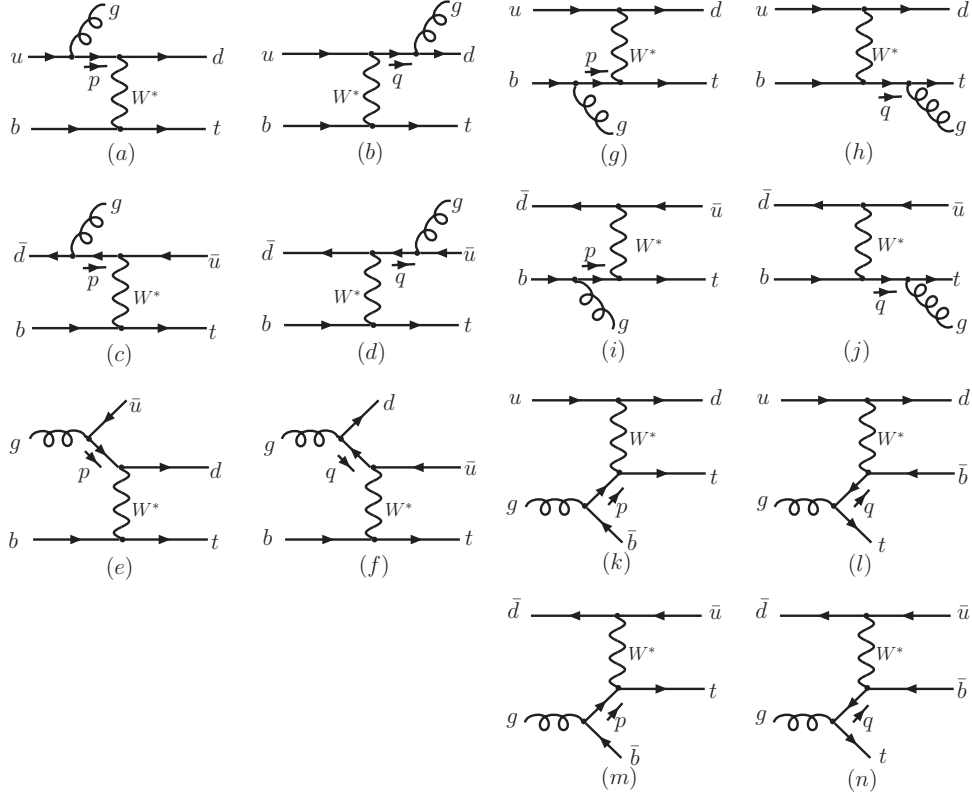 g
u
d
p
W*
b
t
(a)
g
u
d
q
W*
b
t
(b)
u
d
p
W*
b
t
g
(g)
u
d
W*
b
t
q
g
(h)
g
d̄
ū
p
W*
b
t
(c)
g
d̄
ū
q
W*
b
t
(d)
d̄
ū
p
W*
b
t
g
(i)
d̄
ū
W*
b
t
q
g
(j)
ū
g
p
d
W*
b
t
(e)
d
g
q
ū
W*
b
t
(f)
u
d
W*
t
g
p
b̄
(k)
u
d
W*
b̄
g
q
t
(l)
d̄
ū
W*
t
g
p
b̄
(m)
d̄
ū
W*
b̄
g
q
t
(n)